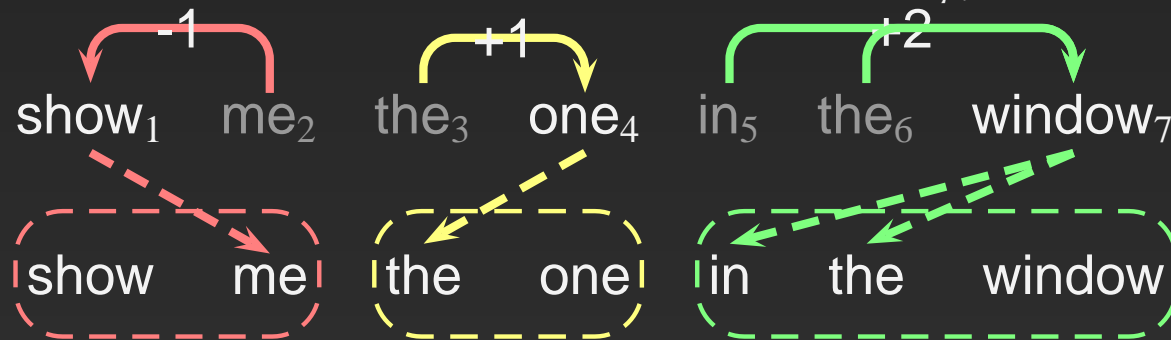 -1 +1 +2
show1 me2 the3 one4 in5 the6 window7
show me the one in the window